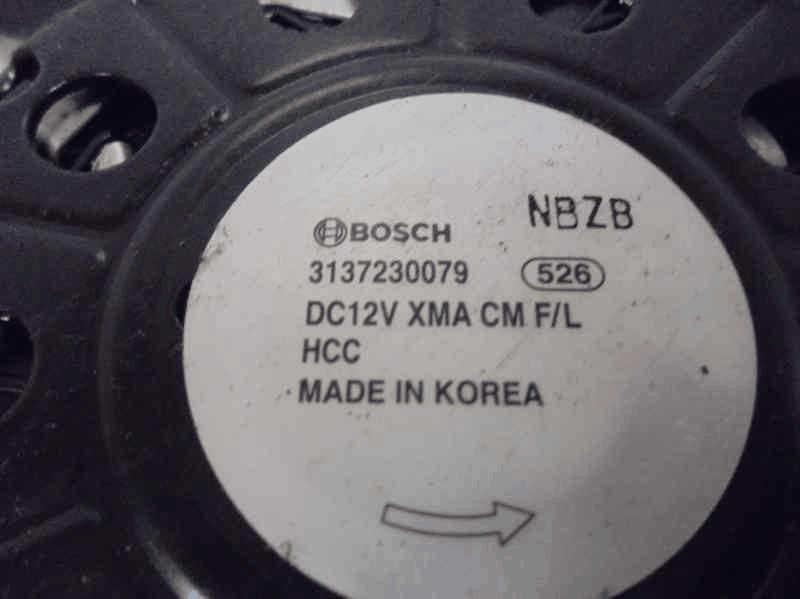 NBZB
BOSCH
3137230079 526
DC12V XMA CM F/L
HCC
MADE IN KOREA